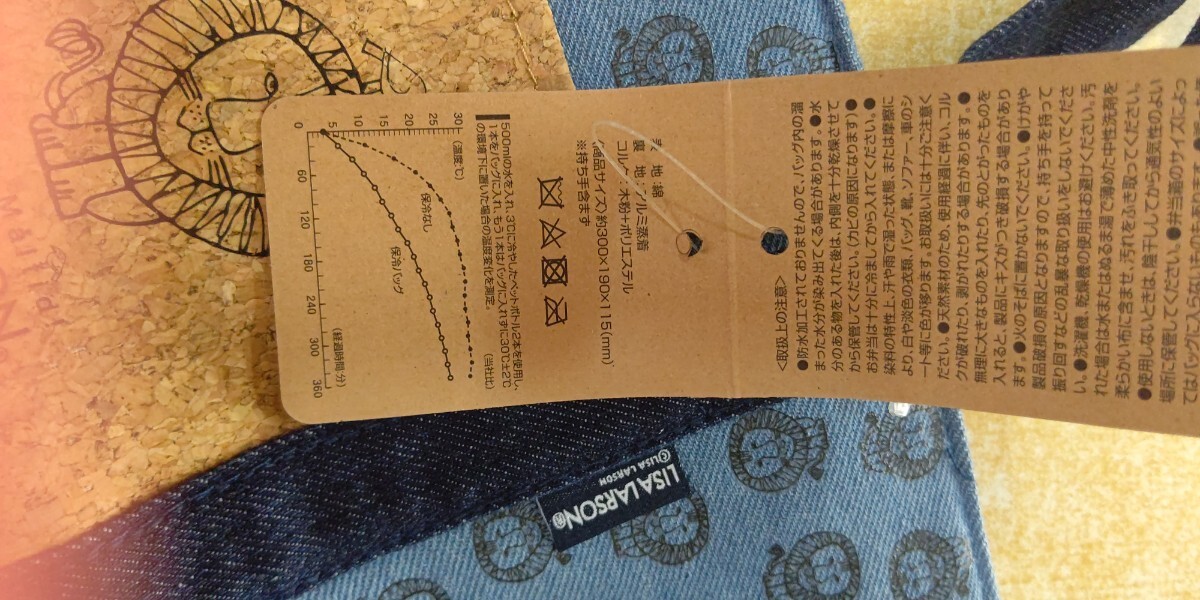 500mlの水を入れ、3℃に冷やしたペットボトル2本を使用し、
1本をバッグに入れ、もう1本はバッグに入れずに30℃±2℃
の環境下に置いた場合の温度変化を測定。 (当社比)
(温度:℃)
30
25
20
15
10
5
0 60 120 180 240 300 360
(経過時間/分)
保冷なし
保冷バッグ
表 地:綿
裏 地:アルミ蒸着
コルク:木粉+ポリエステル
(商品サイズ)約300×190×115(mm)
※持ち手含まず
<取扱上の注意>
●防水加工されておりませんので、バッグ内の温
まった水分が染み出てくる場合があります。●水
分のある物を入れた後は、内側を十分乾燥させて
から保管してください。(カビの原因になります)●
お弁当は十分に冷ましてから入れてください。●
染料の特性上、汗や雨で湿った状態、または摩擦に
より、白や淡色の衣類、バッグ、靴、ソファー、車のシ
ート等に色が移ります。お取扱いには十分ご注意く
ださい。●天然素材のため、使用経過に伴い、コル
クが破れたり、剥がれたりする場合があります。●
無理に大きなものを入れたり、先のとがったものを
入れると、製品にキズがつき破損する場合があり
ます。●火のそばに置かないでください。●けがや
製品破損の原因となりますので、持ち手を持って
振り回すなどの乱暴な取り扱いをしないでくださ
い。●洗濯機、乾燥機の使用はお避けください。汚
れた場合は水またはぬるま湯で薄めた中性洗剤を
柔らかい布に含ませ、汚れをふき取ってください。
●使用しないときは、陰干ししてから通気性のよい
場所に保管してください。●弁当箱のサイズによっ
てはバッグに入らない
LISA LARSON®
©LISA LARSON